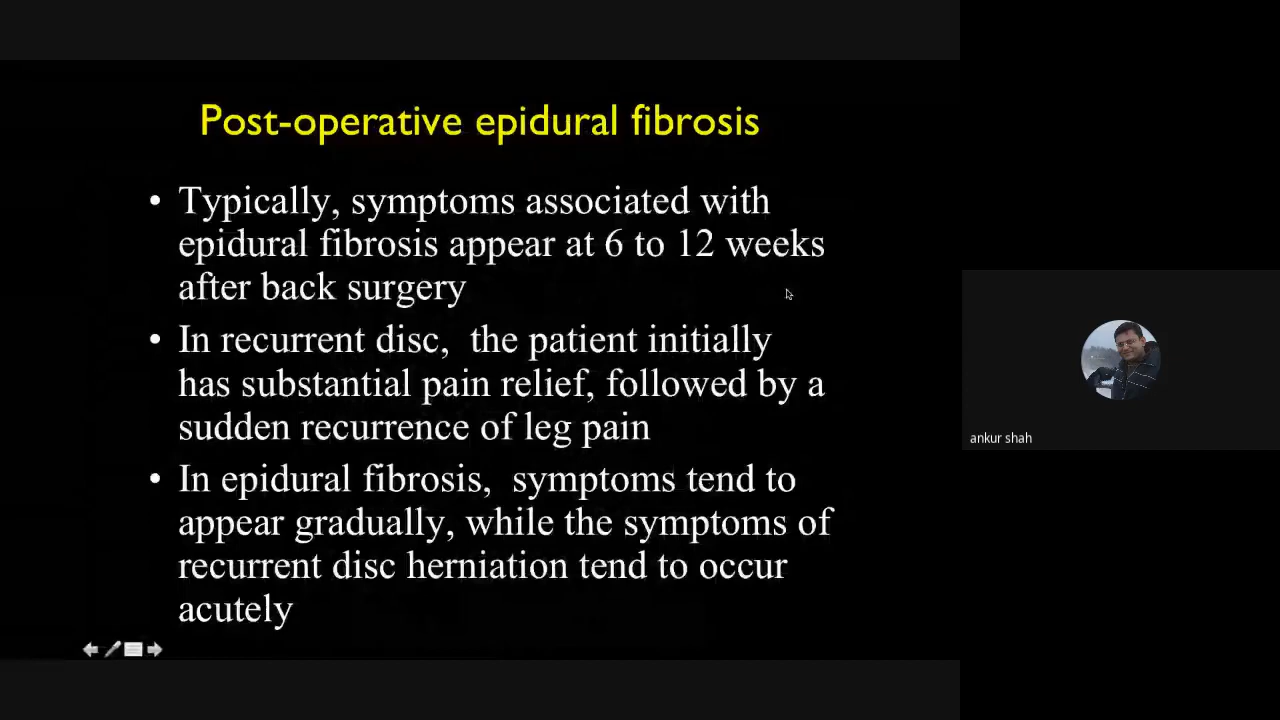 Post-operative epidural fibrosis
• Typically, symptoms associated with
epidural fibrosis appear at 6 to 12 weeks
after back surgery
• In recurrent disc,  the patient initially
has substantial pain relief, followed by a
sudden recurrence of leg pain
• In epidural fibrosis,  symptoms tend to
appear gradually, while the symptoms of
recurrent disc herniation tend to occur
acutely
ankur shah